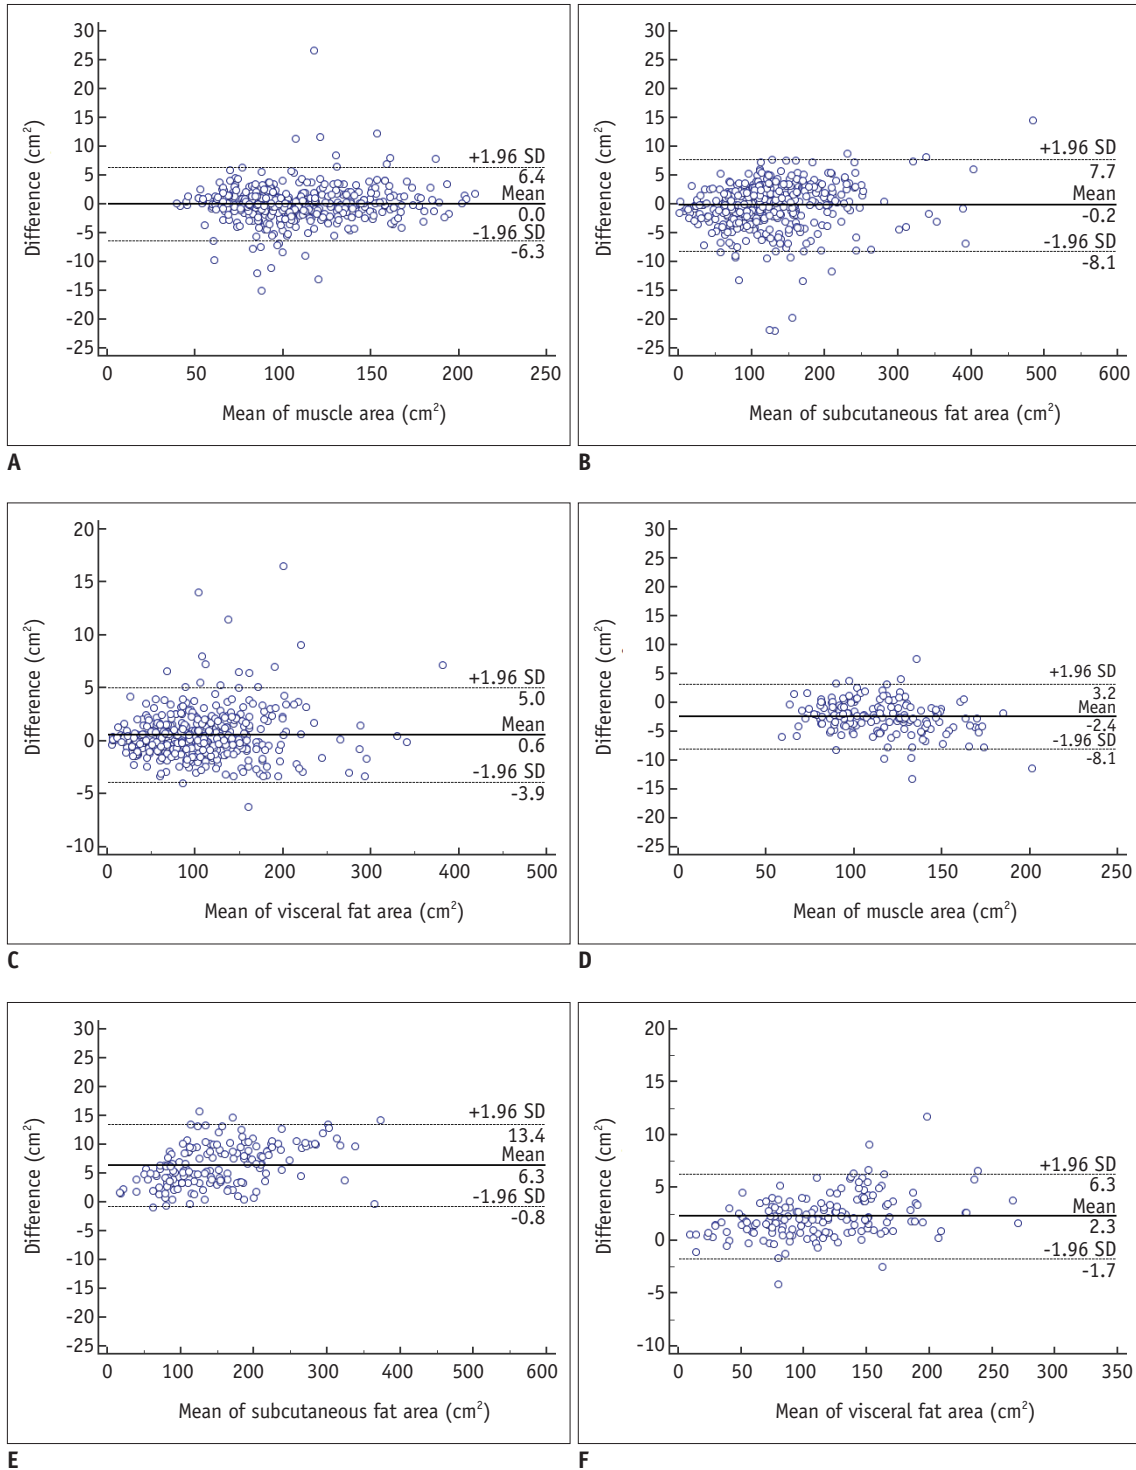 30
25
20
15
10
5
0
-5
-10
-15
-20
-25
Difference (cm²)
+1.96 SD
6.4
Mean
0.0
-1.96 SD
-6.3
0 50 100 150 200 250
Mean of muscle area (cm²)
A
30
25
20
15
10
5
0
-5
-10
-15
-20
-25
Difference (cm²)
+1.96 SD
7.7
Mean
-0.2
-1.96 SD
-8.1
0 100 200 300 400 500 600
Mean of subcutaneous fat area (cm²)
B
20
15
10
5
0
-5
-10
Difference (cm²)
+1.96 SD
5.0
Mean
0.6
-1.96 SD
-3.9
0 100 200 300 400 500
Mean of visceral fat area (cm²)
C
30
25
20
15
10
5
0
-5
-10
-15
-20
-25
Difference (cm²)
+1.96 SD
3.2
Mean
-2.4
-1.96 SD
-8.1
0 50 100 150 200 250
Mean of muscle area (cm²)
D
30
25
20
15
10
5
0
-5
-10
-15
-20
-25
Difference (cm²)
+1.96 SD
13.4
Mean
6.3
-1.96 SD
-0.8
0 100 200 300 400 500 600
Mean of subcutaneous fat area (cm²)
E
20
15
10
5
0
-5
-10
Difference (cm²)
+1.96 SD
6.3
Mean
2.3
-1.96 SD
-1.7
0 50 100 150 200 250 300 350
Mean of visceral fat area (cm²)
F